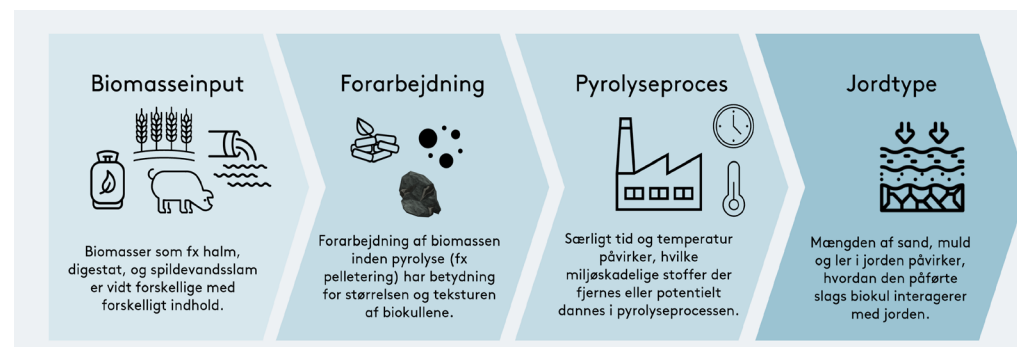 Biomasseinput
Biomasser som fx halm,
digestat, og spildevandsslam
er vidt forskellige med
forskelligt indhold.
Forarbejdning
Forarbejdning af biomassen
inden pyrolyse (fx
pelletering) har betydning
for størrelsen og teksturen
af biokullene.
Pyrolyseproces
Særligt tid og temperatur
påvirker, hvilke
miljøskadelige stoffer der
fjernes eller potentielt
dannes i pyrolyseprocessen.
Jordtype
Mængden af sand, muld
og ler i jorden påvirker,
hvordan den påførte
slags biokul interagerer
med jorden.